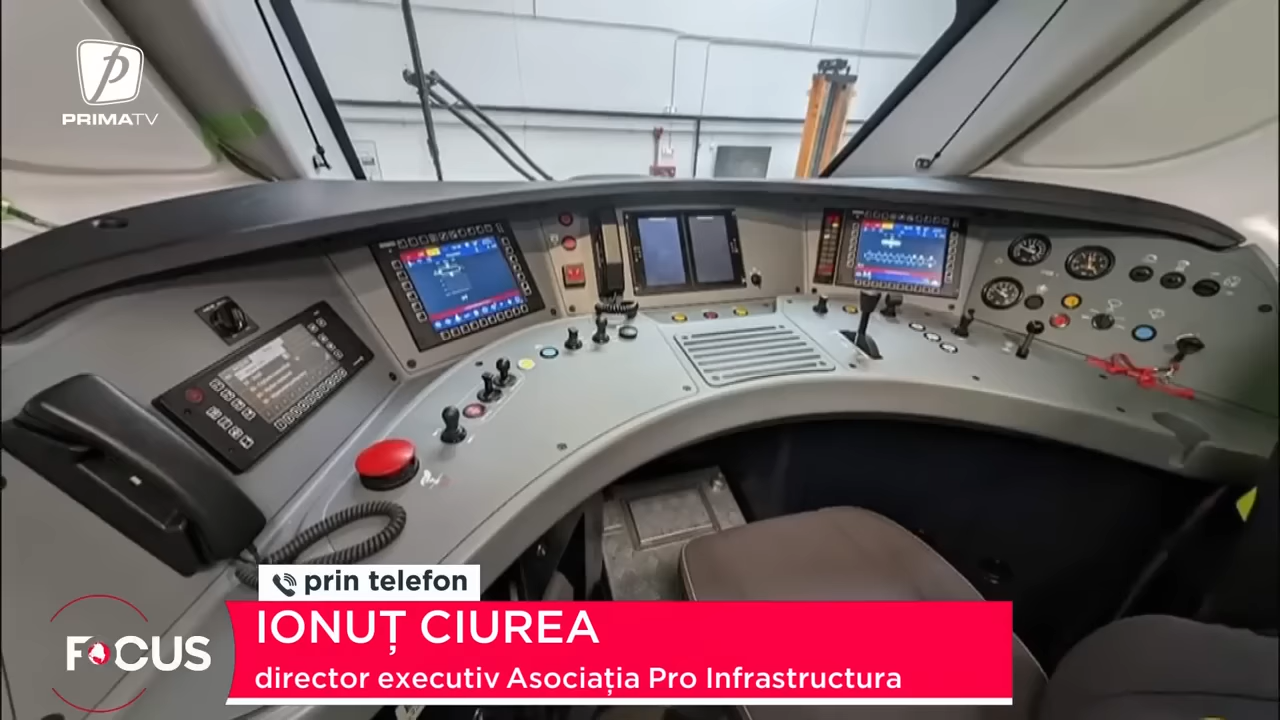 PRIMATV
prin telefon
IONUȚ CIUREA
director executiv Asociația Pro Infrastructura
FOCUS